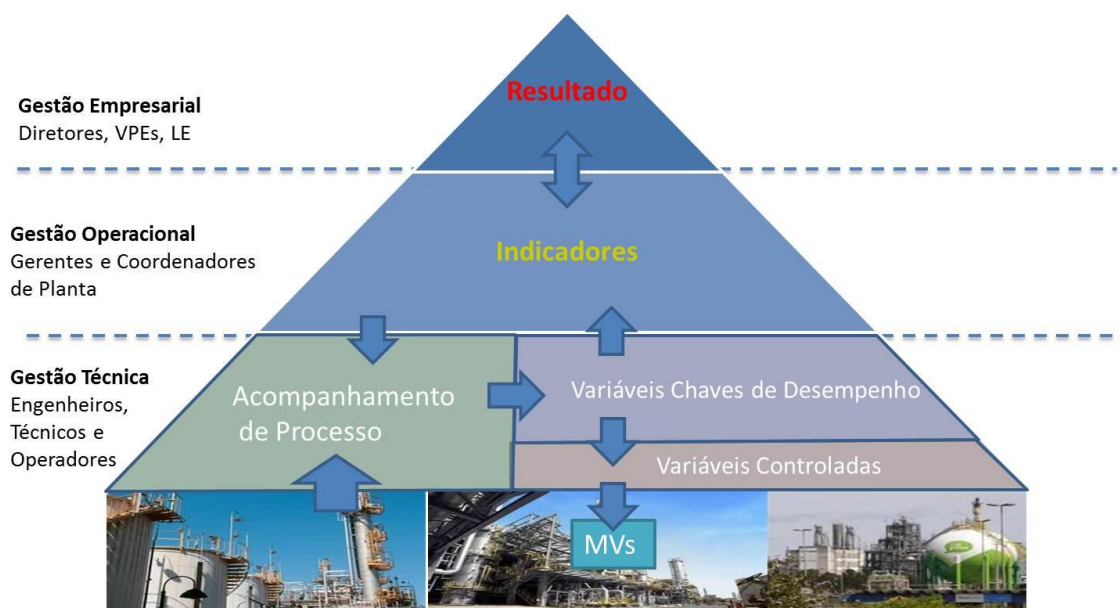 Resultado
Gestão Empresarial
Diretores, VPEs, LE
Gestão Operacional
Gerentes e Coordenadores
de Planta
Indicadores
Gestão Técnica
Engenheiros,
Técnicos e
Operadores
Acompanhamento
de Processo
Variáveis Chaves de Desempenho
Variáveis Controladas
MVs